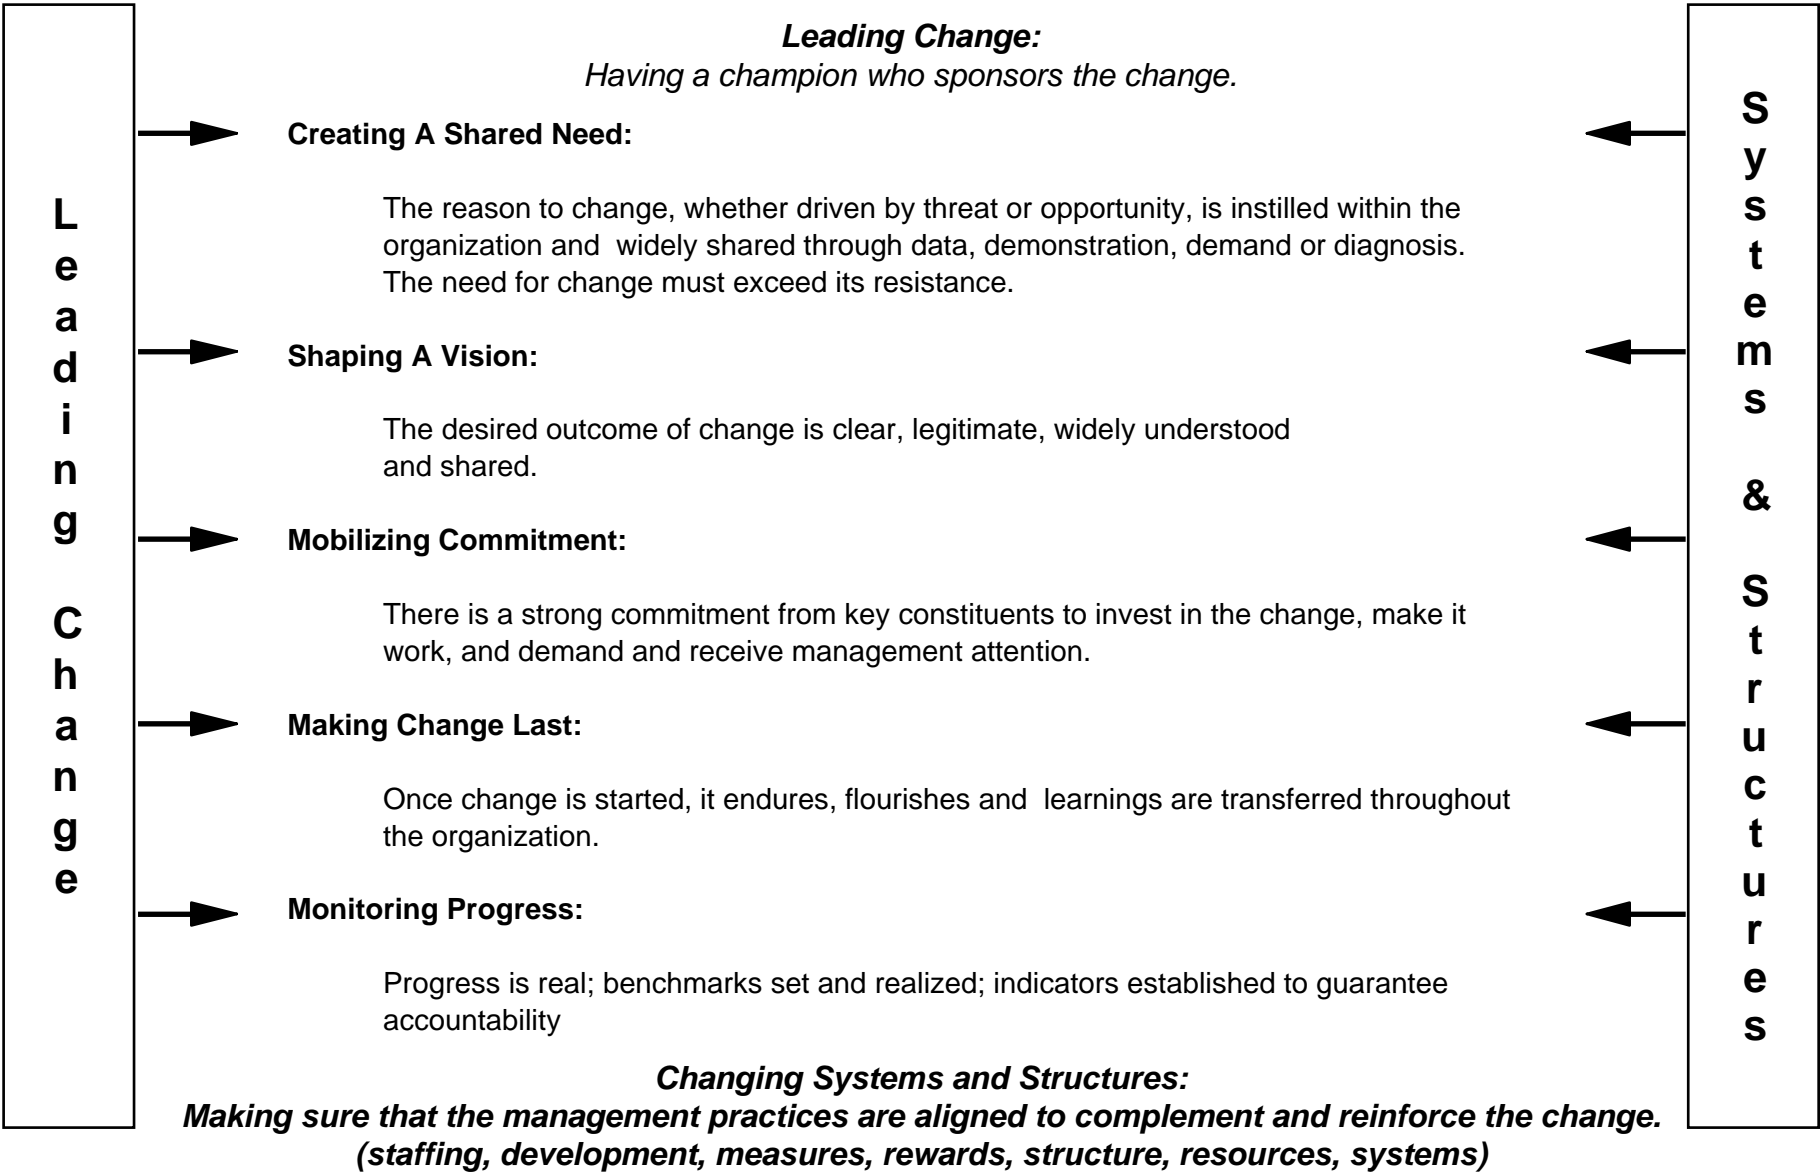 Leading Change:
Having a champion who sponsors the change.
Leading Change
Creating A Shared Need:
The reason to change, whether driven by threat or opportunity, is instilled within the
organization and  widely shared through data, demonstration, demand or diagnosis.
The need for change must exceed its resistance.
Shaping A Vision:
The desired outcome of change is clear, legitimate, widely understood
and shared.
Mobilizing Commitment:
There is a strong commitment from key constituents to invest in the change, make it
work, and demand and receive management attention.
Making Change Last:
Once change is started, it endures, flourishes and  learnings are transferred throughout
the organization.
Monitoring Progress:
Progress is real; benchmarks set and realized; indicators established to guarantee
accountability
Systems & Structures
Changing Systems and Structures:
Making sure that the management practices are aligned to complement and reinforce the change.
(staffing, development, measures, rewards, structure, resources, systems)